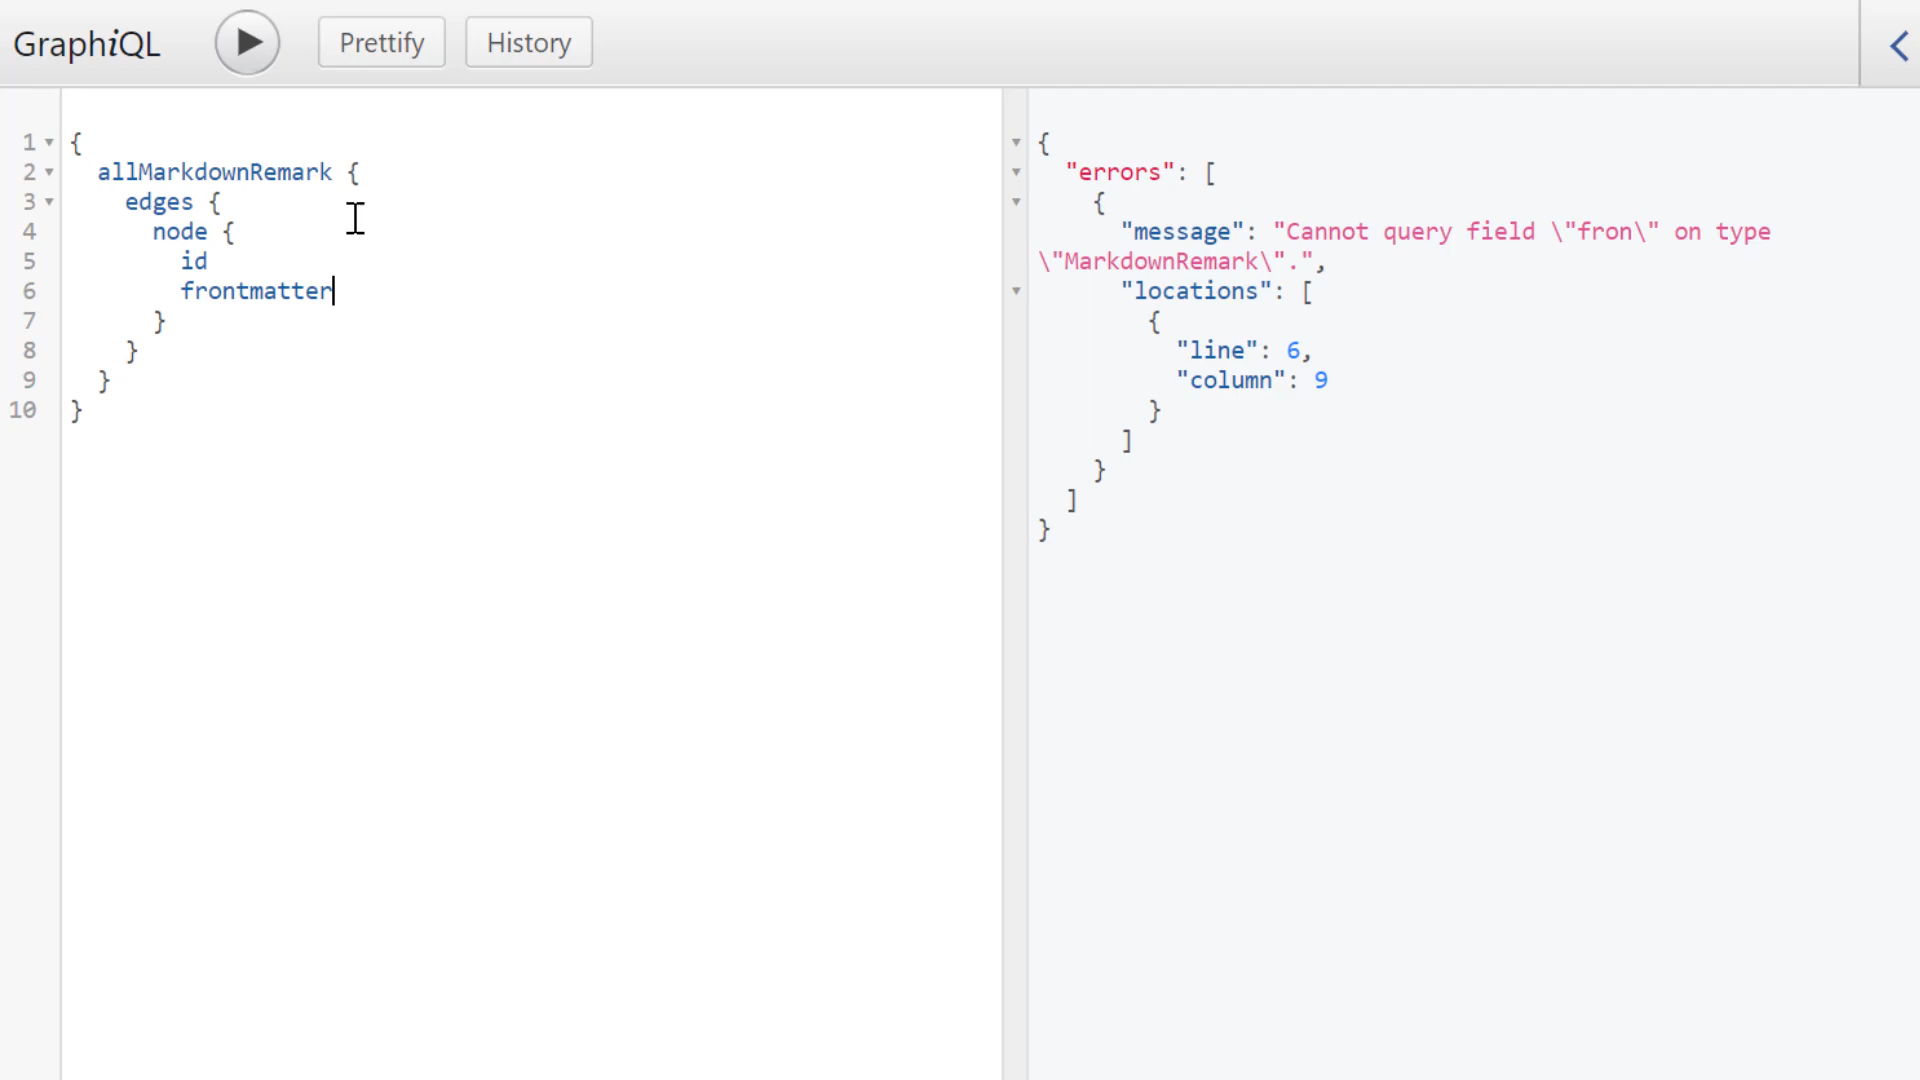 GraphiQL
Prettify
History
1 {
2 allMarkdownRemark {
3 edges {
4 node {
5 id
6 frontmatter
7 }
8 }
9 }
10 }
{
"errors": [
{
"message": "Cannot query field \"fron\" on type
\"MarkdownRemark\".",
"locations": [
{
"line": 6,
"column": 9
}
]
}
]
}